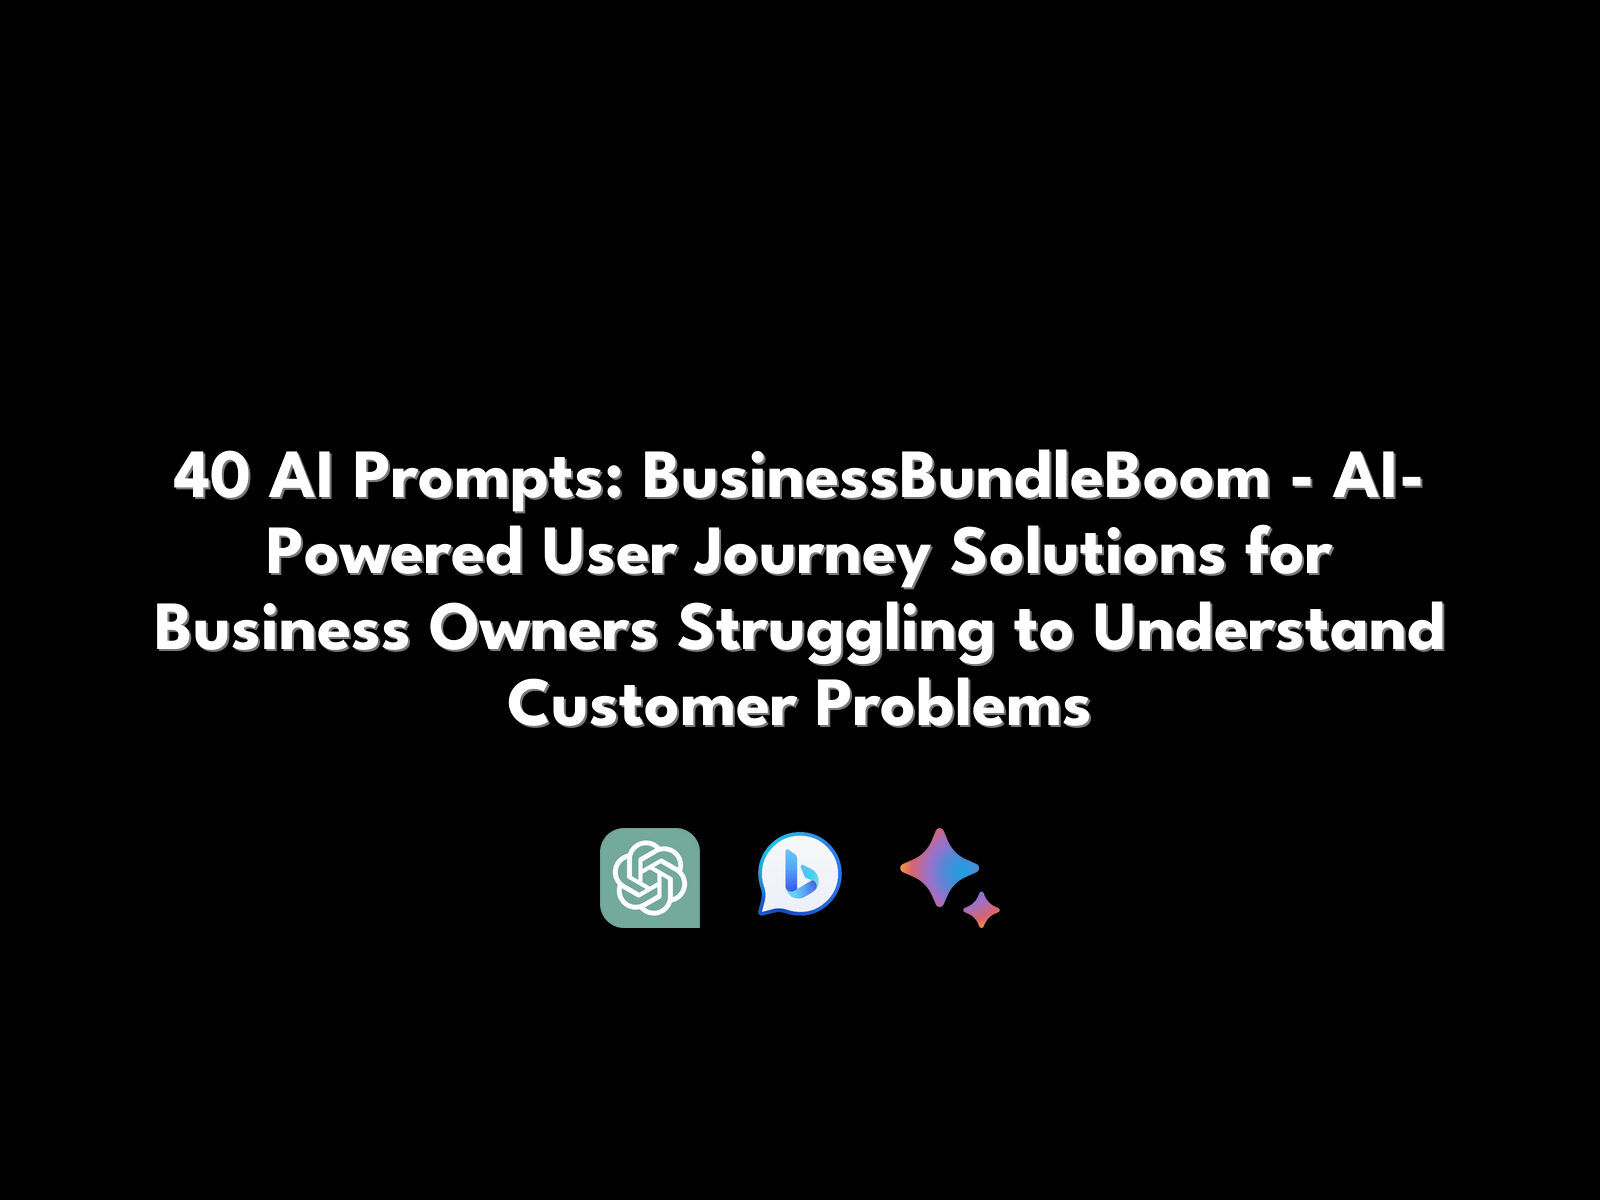 40 AI Prompts: BusinessBundleBoom - AI-
Powered User Journey Solutions for
Business Owners Struggling to Understand
Customer Problems